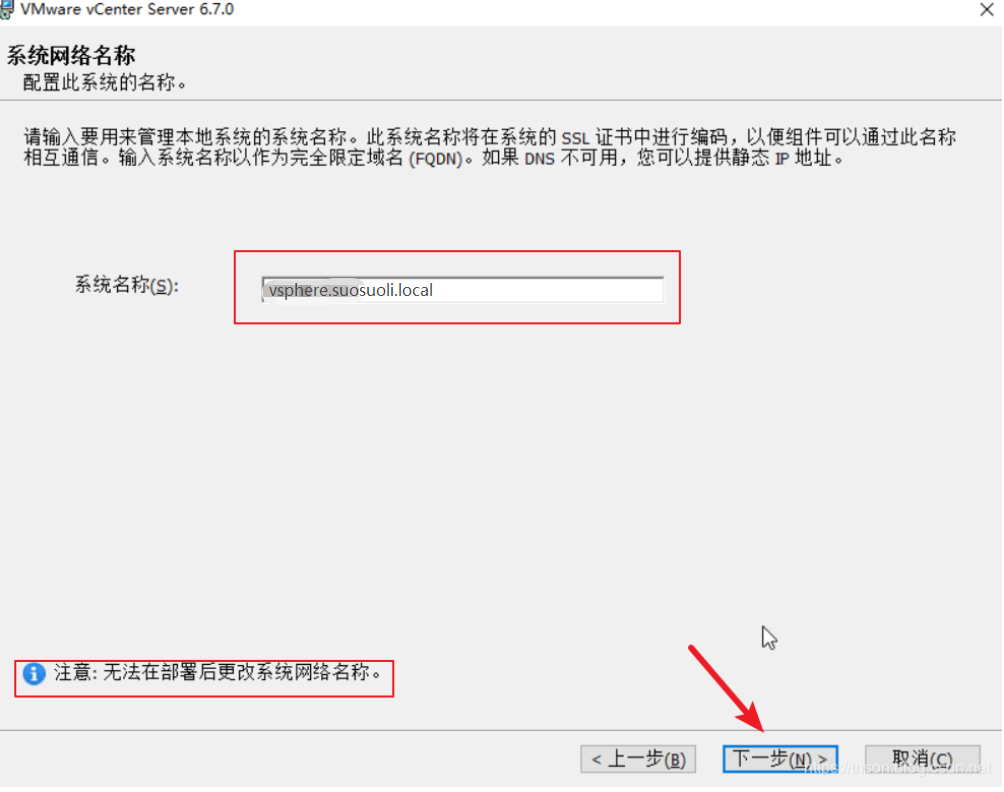 VMware vCenter Server 6.7.0
系统网络名称
配置此系统的名称。
请输入要用来管理本地系统的系统名称。此系统名称将在系统的 SSL 证书中进行编码，以便组件可以通过此名称
相互通信。输入系统名称以作为完全限定域名 (FQDN)。如果 DNS 不可用，您可以提供静态 IP 地址。
系统名称(S): vsphere.suosuoli.local
注意: 无法在部署后更改系统网络名称。
< 上一步(B) 下一步(N) > 取消(C)